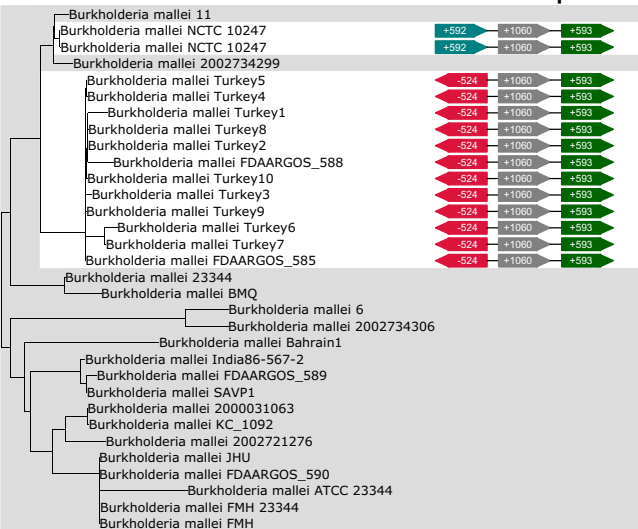 Burkholderia mallei 11
Burkholderia mallei NCTC 10247 +592 +1060 +593
Burkholderia mallei NCTC 10247 +592 +1060 +593
Burkholderia mallei 2002734299
Burkholderia mallei Turkey5 -524 +1060 +593
Burkholderia mallei Turkey4 -524 +1060 +593
Burkholderia mallei Turkey1 -524 +1060 +593
Burkholderia mallei Turkey8 -524 +1060 +593
Burkholderia mallei Turkey2 -524 +1060 +593
Burkholderia mallei FDAARGOS_588 -524 +1060 +593
Burkholderia mallei Turkey10 -524 +1060 +593
Burkholderia mallei Turkey3 -524 +1060 +593
Burkholderia mallei Turkey9 -524 +1060 +593
Burkholderia mallei Turkey6 -524 +1060 +593
Burkholderia mallei Turkey7 -524 +1060 +593
Burkholderia mallei FDAARGOS_585 -524 +1060 +593
Burkholderia mallei 23344
Burkholderia mallei BMQ
Burkholderia mallei 6
Burkholderia mallei 2002734306
Burkholderia mallei Bahrain1
Burkholderia mallei India86-567-2
Burkholderia mallei FDAARGOS_589
Burkholderia mallei SAVP1
Burkholderia mallei 2000031063
Burkholderia mallei KC_1092
Burkholderia mallei 2002721276
Burkholderia mallei JHU
Burkholderia mallei FDAARGOS_590
Burkholderia mallei ATCC 23344
Burkholderia mallei FMH 23344
Burkholderia mallei FMH